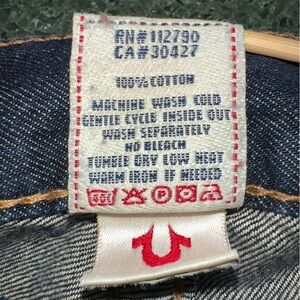 RN#112790
CA#30427
100% COTTON
MACHINE WASH COLD
GENTLE CYCLE INSIDE OUT
WASH SEPARATELY
NO BLEACH
TUMBLE DRY LOW HEAT
WARM IRON IF NEEDED